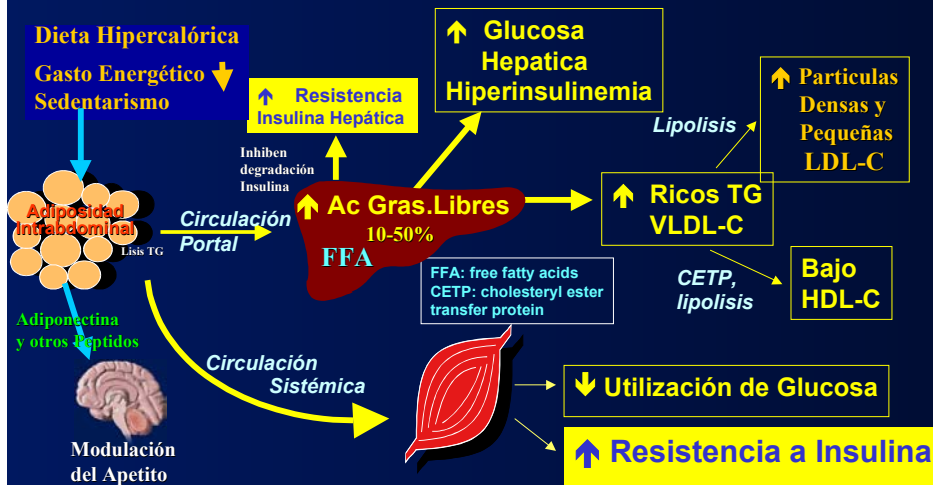 Dieta Hipercalórica
Gasto Energético
Sedentarismo
Resistencia
Insulina Hepática
Glucosa
Hepatica
Hiperinsulinemia
Particulas
Densas y
Pequeñas
LDL-C
Lipolisis
Inhiben
degradación
Insulina
Adiposidad
Intrabdominal
Lisis TG
Circulación
Portal
Ac Gras.Libres
10-50%
FFA
Ricos TG
VLDL-C
CETP,
lipolisis
Bajo
HDL-C
FFA: free fatty acids
CETP: cholesteryl ester
transfer protein
Adiponectina
y otros Peptidos
Circulación
Sistémica
Modulación
del Apetito
Utilización de Glucosa
Resistencia a Insulina